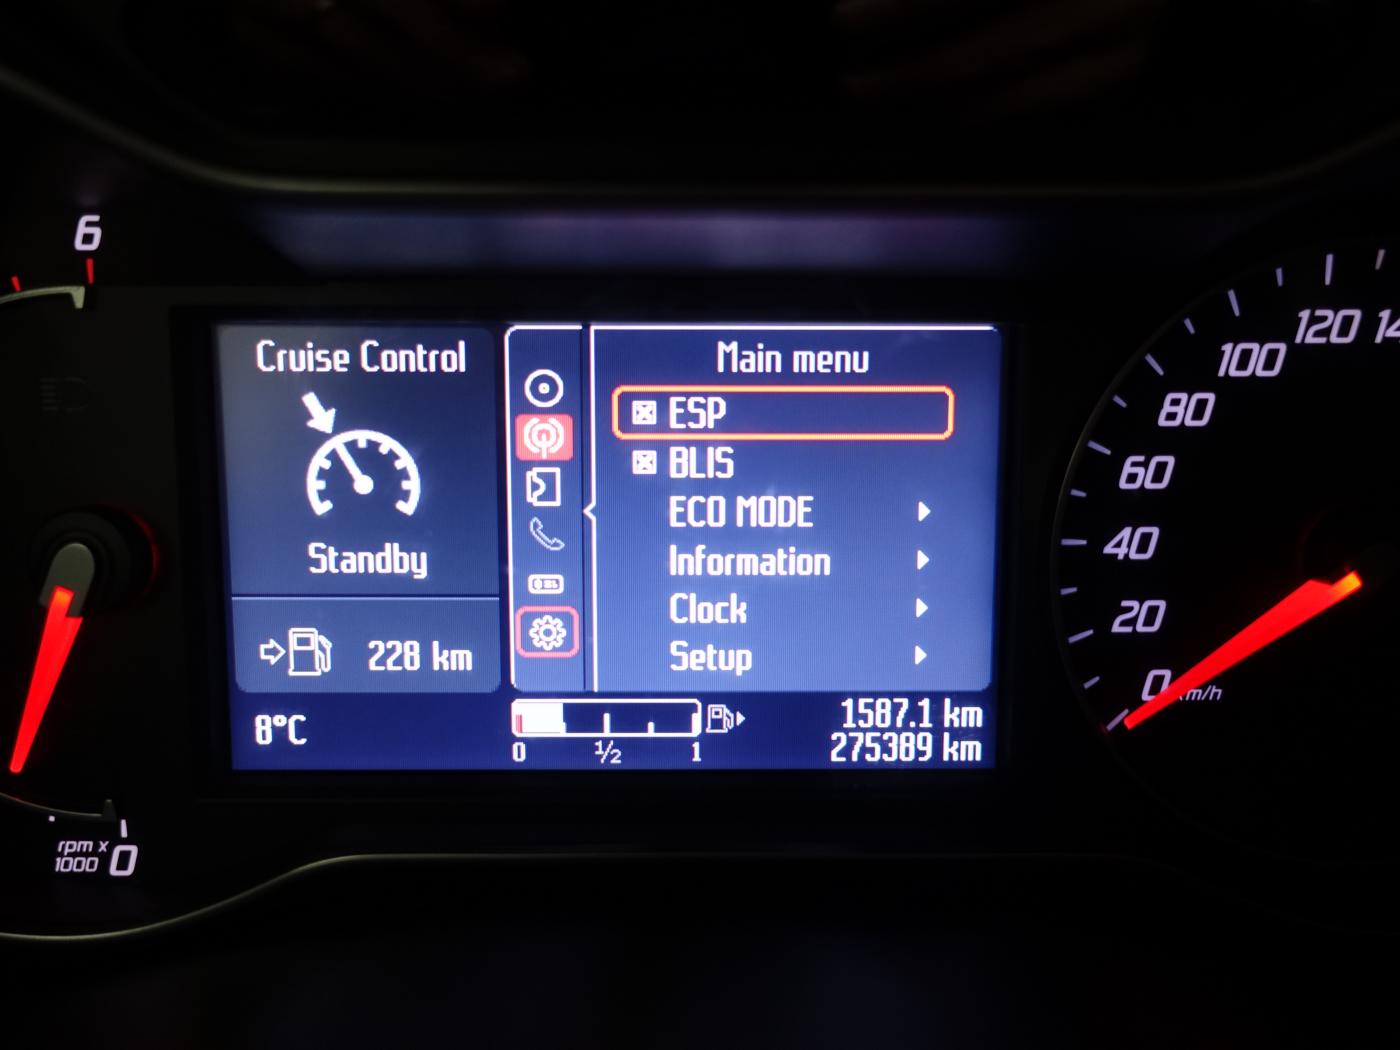 6
Cruise Control
Standby
228 km
8°C
Main menu
ESP
BLIS
ECO MODE
Information
Clock
Setup
0 1/2 1
1587.1 km
275389 km
rpm x
1000 0
120
100
80
60
40
20
0